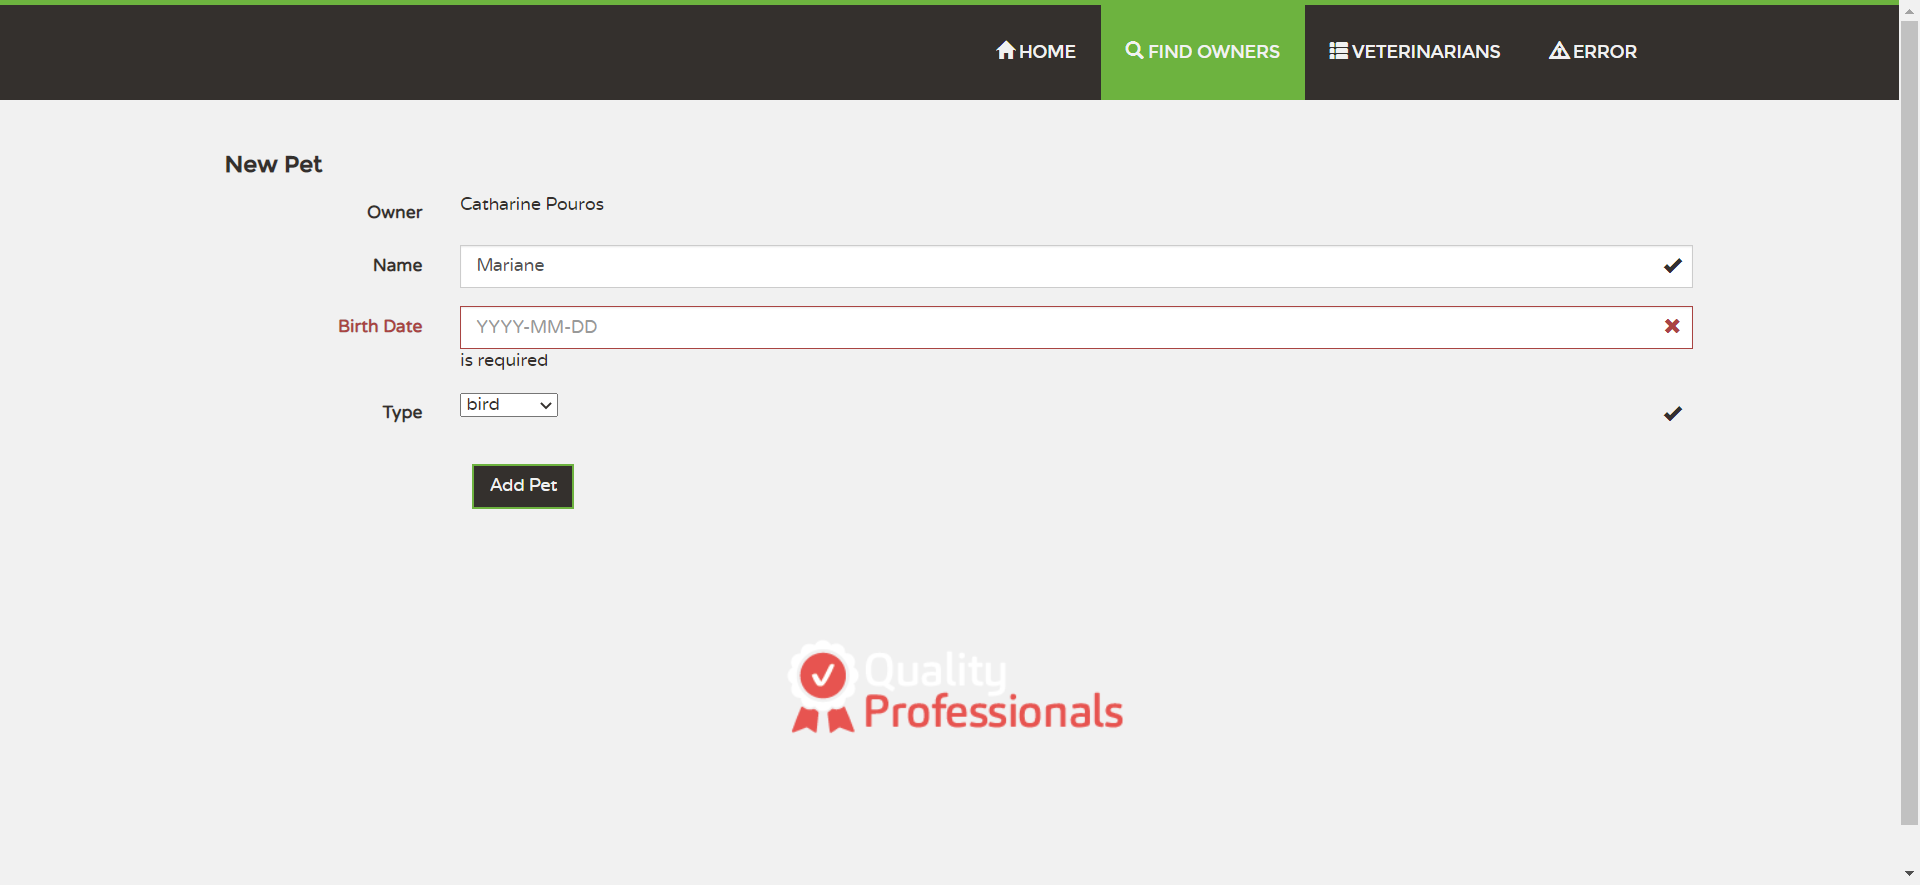 HOME FIND OWNERS VETERINARIANS ERROR
New Pet
Owner Catharine Pouros
Name Mariane
Birth Date YYYY-MM-DD
is required
Type bird
Add Pet
Quality
Professionals